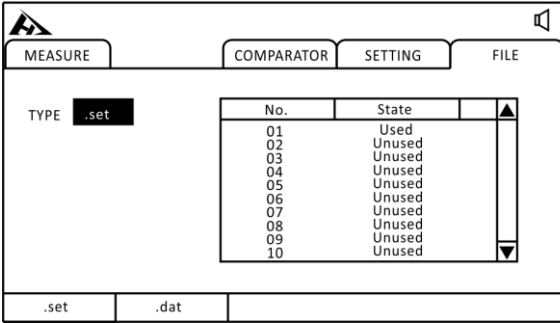 MEASURE COMPARATOR SETTING FILE
TYPE .set
No. State
01 Used
02 Unused
03 Unused
04 Unused
05 Unused
06 Unused
07 Unused
08 Unused
09 Unused
10 Unused
.set .dat